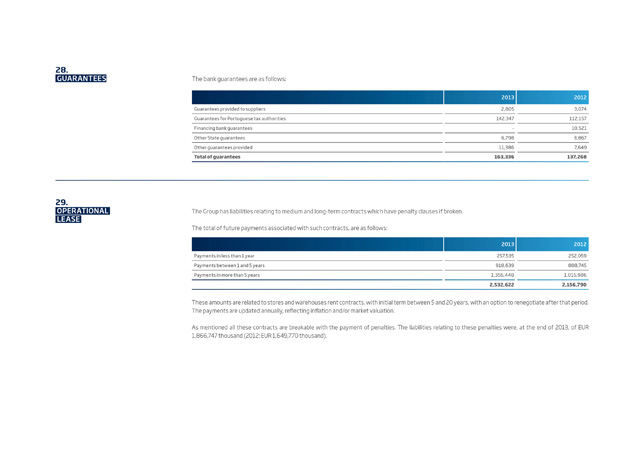 28.
GUARANTEES
The bank guarantees are as follows:
2013 2012
Guarantees provided to suppliers 2,805 3,074
Guarantees for Portuguese tax authorities 142,347 112,157
Financing bank guarantees - 10,521
Other State guarantees 6,798 3,867
Other guarantees provided 11,386 7,649
Total of guarantees 163,336 137,268
29.
OPERATIONAL
LEASE
The Group has liabilities relating to medium and long-term contracts which have penalty clauses if broken.
The total of future payments associated with such contracts, are as follows:
2013 2012
Payments in less than 1 year 257,535 252,059
Payments between 1 and 5 years 918,639 888,745
Payments in more than 5 years 1,356,448 1,015,986
2,532,622 2,156,790
These amounts are related to stores and warehouses rent contracts, with initial term between 5 and 20 years, with an option to renegotiate after that period.
The payments are updated annually, reflecting inflation and/or market valuation.
As mentioned all these contracts are breakable with the payment of penalties. The liabilities relating to these penalties were, at the end of 2013, of EUR
1,866,747 thousand (2012: EUR 1,649,770 thousand).